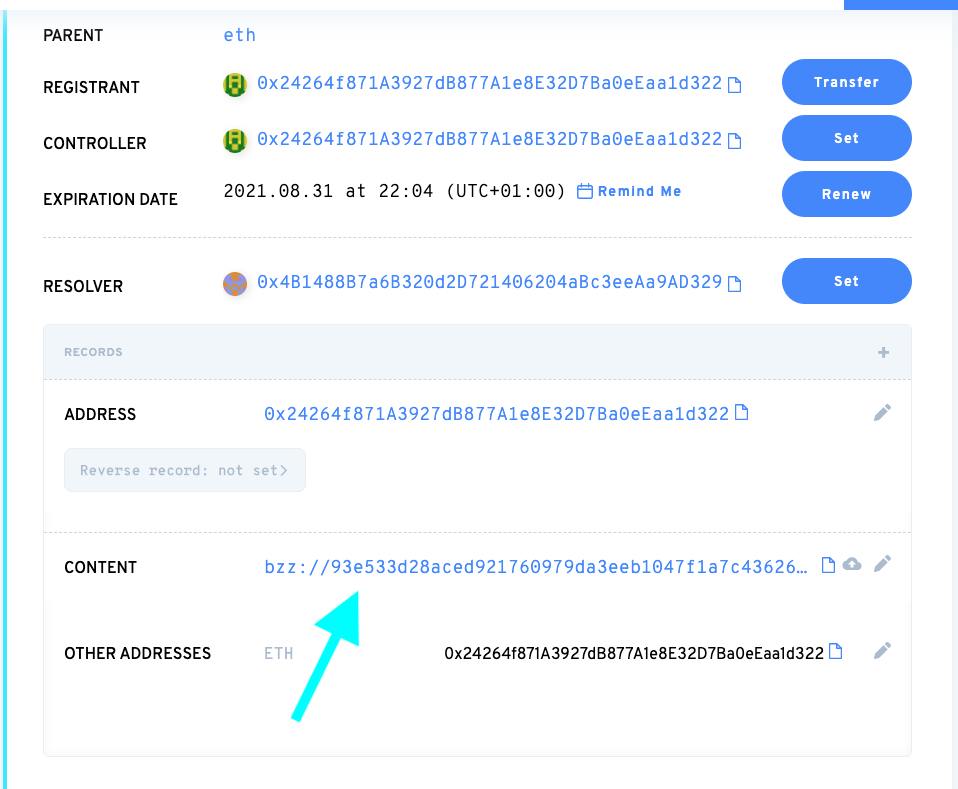 PARENT eth
REGISTRANT 0x24264f871A3927dB877A1e8E32D7Ba0eEaa1d322 Transfer
CONTROLLER 0x24264f871A3927dB877A1e8E32D7Ba0eEaa1d322 Set
EXPIRATION DATE 2021.08.31 at 22:04 (UTC+01:00) Remind Me Renew
RESOLVER 0x4B1488B7a6B320d2D721406204aBc3eeAa9AD329 Set
RECORDS +
ADDRESS 0x24264f871A3927dB877A1e8E32D7Ba0eEaa1d322
Reverse record: not set>
CONTENT bzz://93e533d28aced921760979da3eeb1047f1a7c43626…
OTHER ADDRESSES ETH 0x24264f871A3927dB877A1e8E32D7Ba0eEaa1d322